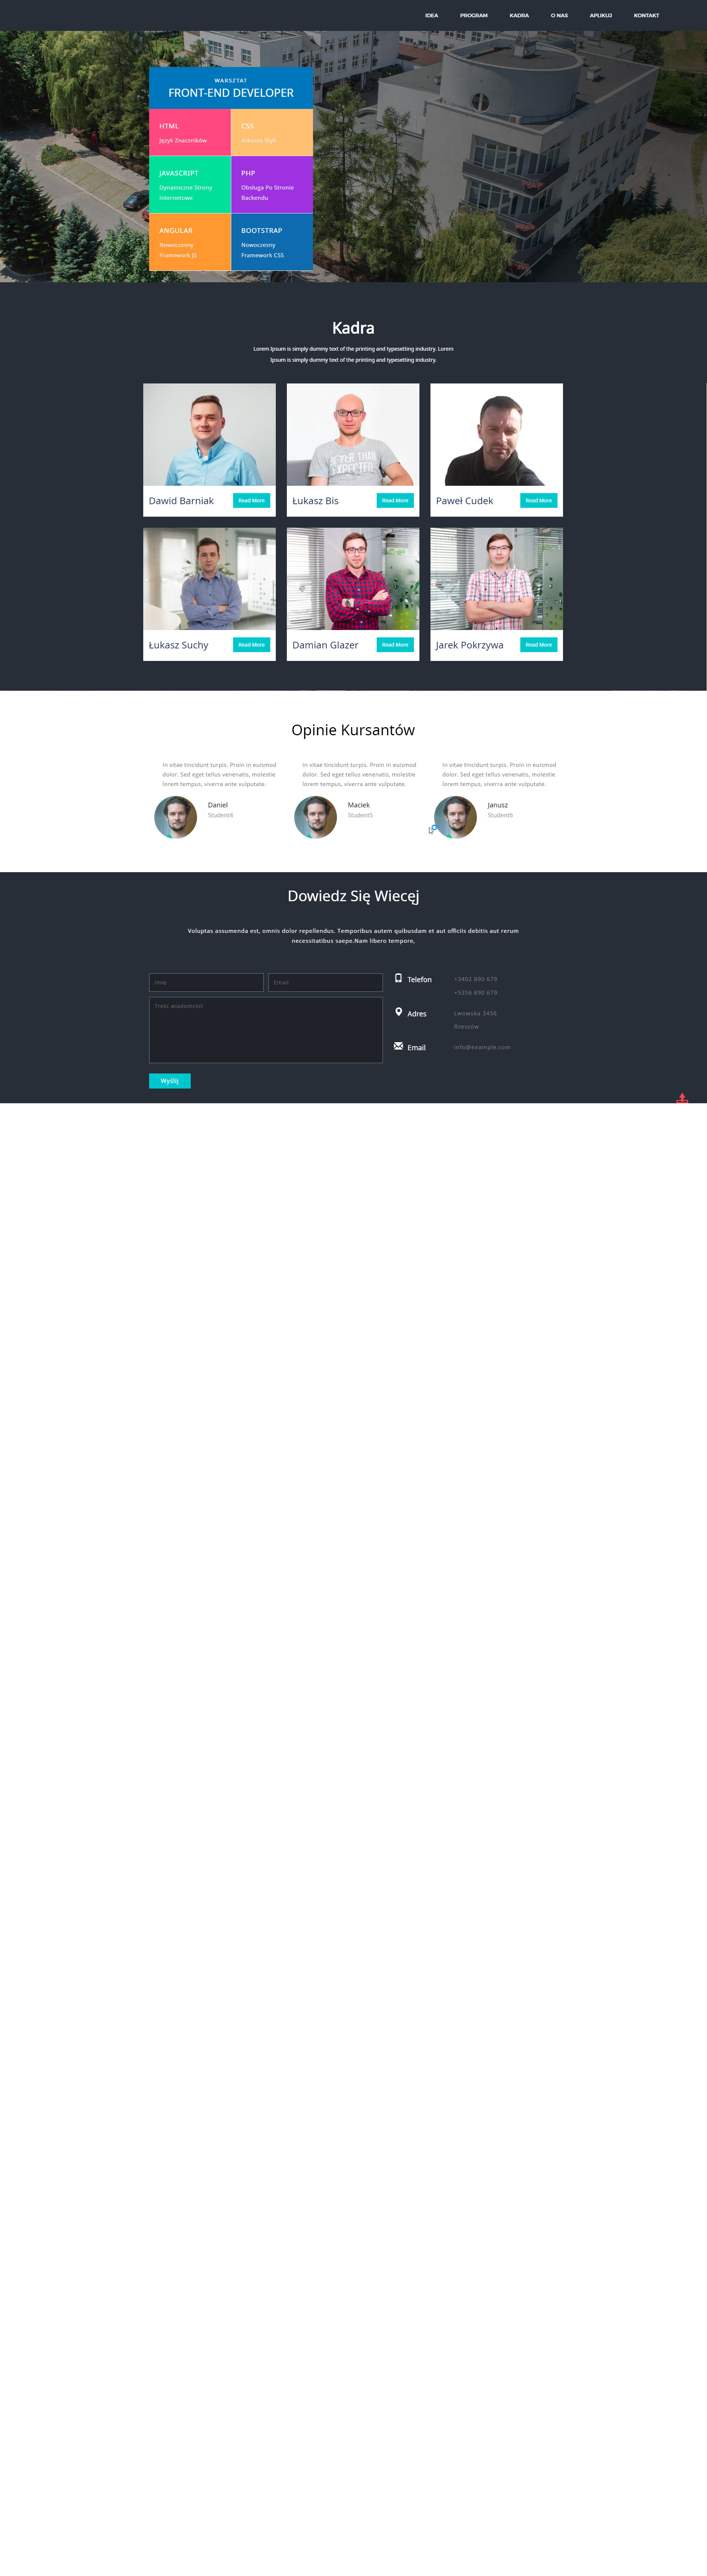 IDEA PROGRAM KADRA O NAS APLIKUJ KONTAKT
WARSZTAT
FRONT-END DEVELOPER
HTML
Język Znaczników
CSS
Arkusze Styli
JAVASCRIPT
Dynamiczne Strony
Internetowe
PHP
Obsługa Po Stronie
Backendu
ANGULAR
Nowoczesny
Framework JS
BOOTSTRAP
Nowoczesny
Framework CSS
Kadra
Lorem Ipsum is simply dummy text of the printing and typesetting industry. Lorem
Ipsum is simply dummy text of the printing and typesetting industry.
AFTER THAN
EXPECTED
Dawid Barniak Read More
Łukasz Bis Read More
Paweł Cudek Read More
Łukasz Suchy Read More
Damian Glazer Read More
Jarek Pokrzywa Read More
Opinie Kursantów
In vitae tincidunt turpis. Proin in euismod
dolor. Sed eget tellus venenatis, molestie
lorem tempus, viverra ante vulputate.
Daniel
Student4
In vitae tincidunt turpis. Proin in euismod
dolor. Sed eget tellus venenatis, molestie
lorem tempus, viverra ante vulputate.
Maciek
Student5
In vitae tincidunt turpis. Proin in euismod
dolor. Sed eget tellus venenatis, molestie
lorem tempus, viverra ante vulputate.
Janusz
Student6
Dowiedz Się Wiecęj
Voluptas assumenda est, omnis dolor repellendus. Temporibus autem quibusdam et aut officiis debitis aut rerum
necessitatibus saepe.Nam libero tempore,
Imię
Email
Treść wiadomości
Wyślij
Telefon
+3402 890 679
+5356 890 679
Adres
Lwowska 3456
Rzeszów
Email
info@example.com